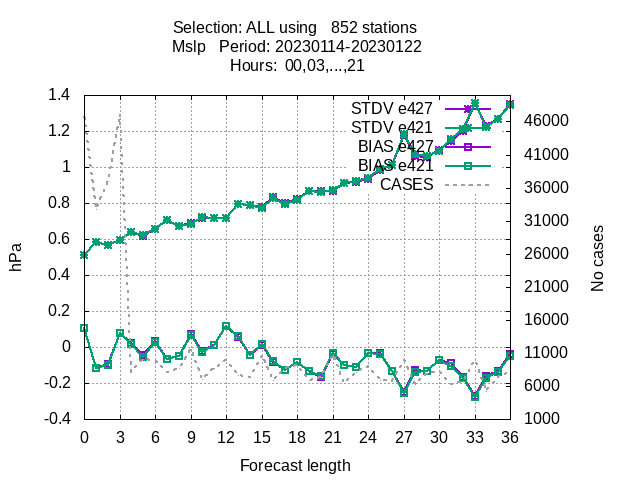 Selection: ALL using   852 stations
Mslp   Period: 20230114-20230122
Hours: 00,03,...,21
STDV e427
STDV e421
BIAS e427
BIAS e421
CASES
1.4
1.2
1
0.8
0.6
0.4
0.2
0
-0.2
-0.4
hPa
46000
41000
36000
31000
26000
21000
16000
11000
6000
1000
No cases
0 3 6 9 12 15 18 21 24 27 30 33 36
Forecast length